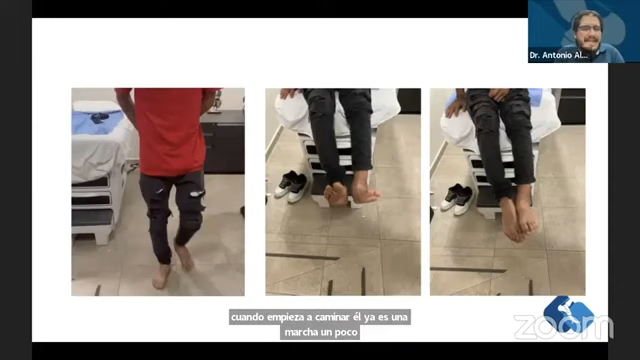 Dr. Antonio Al...
cuando empieza a caminar él ya es una
marcha un poco
zoom